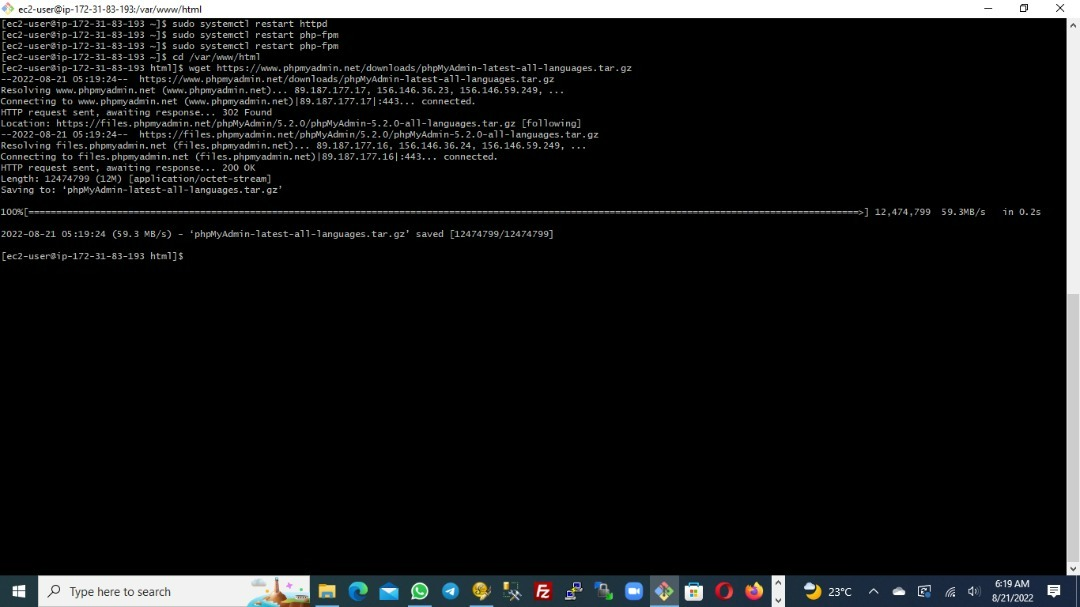 ec2-user@ip-172-31-83-193:/var/www/html
[ec2-user@ip-172-31-83-193 ~]$ sudo systemctl restart httpd
[ec2-user@ip-172-31-83-193 ~]$ sudo systemctl restart php-fpm
[ec2-user@ip-172-31-83-193 ~]$ sudo systemctl restart php-fpm
[ec2-user@ip-172-31-83-193 ~]$ cd /var/www/html
[ec2-user@ip-172-31-83-193 html]$ wget https://www.phpmyadmin.net/downloads/phpMyAdmin-latest-all-languages.tar.gz
--2022-08-21 05:19:24--  https://www.phpmyadmin.net/downloads/phpMyAdmin-latest-all-languages.tar.gz
Resolving www.phpmyadmin.net (www.phpmyadmin.net)... 89.187.177.17, 156.146.36.23, 156.146.59.249, ...
Connecting to www.phpmyadmin.net (www.phpmyadmin.net)|89.187.177.17|:443... connected.
HTTP request sent, awaiting response... 302 Found
Location: https://files.phpmyadmin.net/phpMyAdmin/5.2.0/phpMyAdmin-5.2.0-all-languages.tar.gz [following]
--2022-08-21 05:19:24--  https://files.phpmyadmin.net/phpMyAdmin/5.2.0/phpMyAdmin-5.2.0-all-languages.tar.gz
Resolving files.phpmyadmin.net (files.phpmyadmin.net)... 89.187.177.16, 156.146.36.24, 156.146.59.249, ...
Connecting to files.phpmyadmin.net (files.phpmyadmin.net)|89.187.177.16|:443... connected.
HTTP request sent, awaiting response... 200 OK
Length: 12474799 (12M) [application/octet-stream]
Saving to: ‘phpMyAdmin-latest-all-languages.tar.gz’
100%[======================================================================>] 12,474,799  59.3MB/s   in 0.2s
2022-08-21 05:19:24 (59.3 MB/s) - ‘phpMyAdmin-latest-all-languages.tar.gz’ saved [12474799/12474799]
[ec2-user@ip-172-31-83-193 html]$
Type here to search
23°C
6:19 AM
8/21/2022